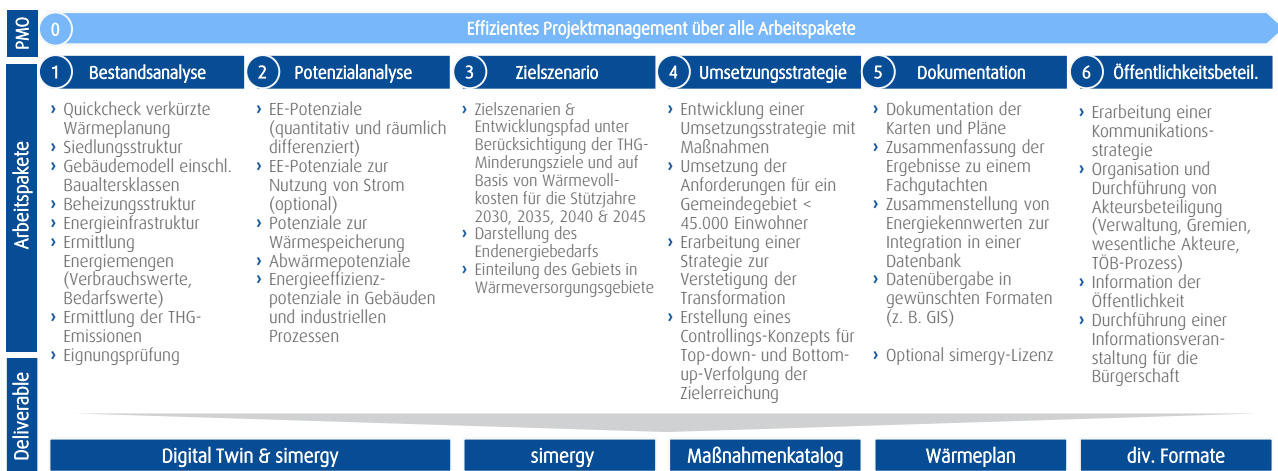 PMO
0
Effizientes Projektmanagement über alle Arbeitspakete
Arbeitspakete
1 Bestandsanalyse
› Quickcheck verkürzte
Wärmeplanung
› Siedlungsstruktur
› Gebäudemodell einschl.
Baualtersklassen
› Beheizungsstruktur
› Energieinfrastruktur
› Ermittlung
Energiemengen
(Verbrauchswerte,
Bedarfswerte)
› Ermittlung der THG-
Emissionen
› Eignungsprüfung
2 Potenzialanalyse
› EE-Potenziale
(quantitativ und räumlich
differenziert)
› EE-Potenziale zur
Nutzung von Strom
(optional)
› Potenziale zur
Wärmespeicherung
› Abwärmepotenziale
› Energieeffizienz-
potenziale in Gebäuden
und industriellen
Prozessen
3 Zielszenario
› Zielszenarien &
Entwicklungspfad unter
Berücksichtigung der THG-
Minderungsziele und auf
Basis von Wärmevoll-
kosten für die Stützjahre
2030, 2035, 2040 & 2045
› Darstellung des
Endenergiebedarfs
› Einteilung des Gebiets in
Wärmeversorgungsgebiete
4 Umsetzungsstrategie
› Entwicklung einer
Umsetzungsstrategie mit
Maßnahmen
› Umsetzung der
Anforderungen für ein
Gemeindegebiet <
45.000 Einwohner
› Erarbeitung einer
Strategie zur
Verstetigung der
Transformation
› Erstellung eines
Controllings-Konzepts für
Top-down- und Bottom-
up-Verfolgung der
Zielerreichung
5 Dokumentation
› Dokumentation der
Karten und Pläne
› Zusammenfassung der
Ergebnisse zu einem
Fachgutachten
› Zusammenstellung von
Energiekennwerten zur
Integration in einer
Datenbank
› Datenübergabe in
gewünschten Formaten
(z. B. GIS)
› Optional simergy-Lizenz
6 Öffentlichkeitsbeteil.
› Erarbeitung einer
Kommunikations-
strategie
› Organisation und
Durchführung von
Akteursbeteiligung
(Verwaltung, Gremien,
wesentliche Akteure,
TÖB-Prozess)
› Information der
Öffentlichkeit
› Durchführung einer
Informationsveran-
staltung für die
Bürgerschaft
Deliverable
Digital Twin & simergy
simergy
Maßnahmenkatalog
Wärmeplan
div. Formate